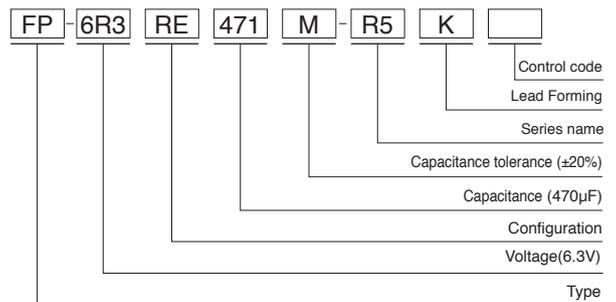 FP-6R3 RE 471 M-R5 K
Control code
Lead Forming
Series name
Capacitance tolerance (±20%)
Capacitance (470µF)
Configuration
Voltage(6.3V)
Type